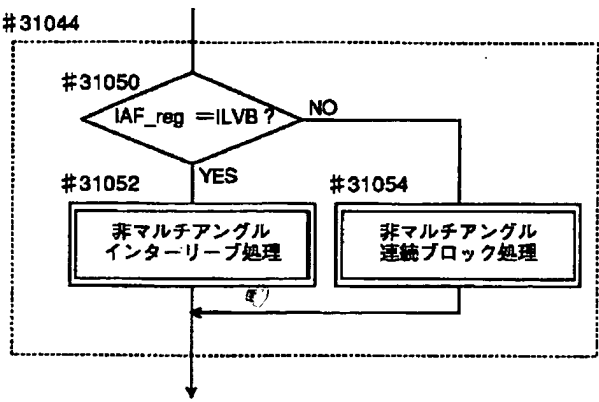 #31044
#31050
IAF_reg =ILVB ?
NO
YES
#31052
#31054
非マルチアングル
インターリーブ処理
非マルチアングル
連続ブロック処理